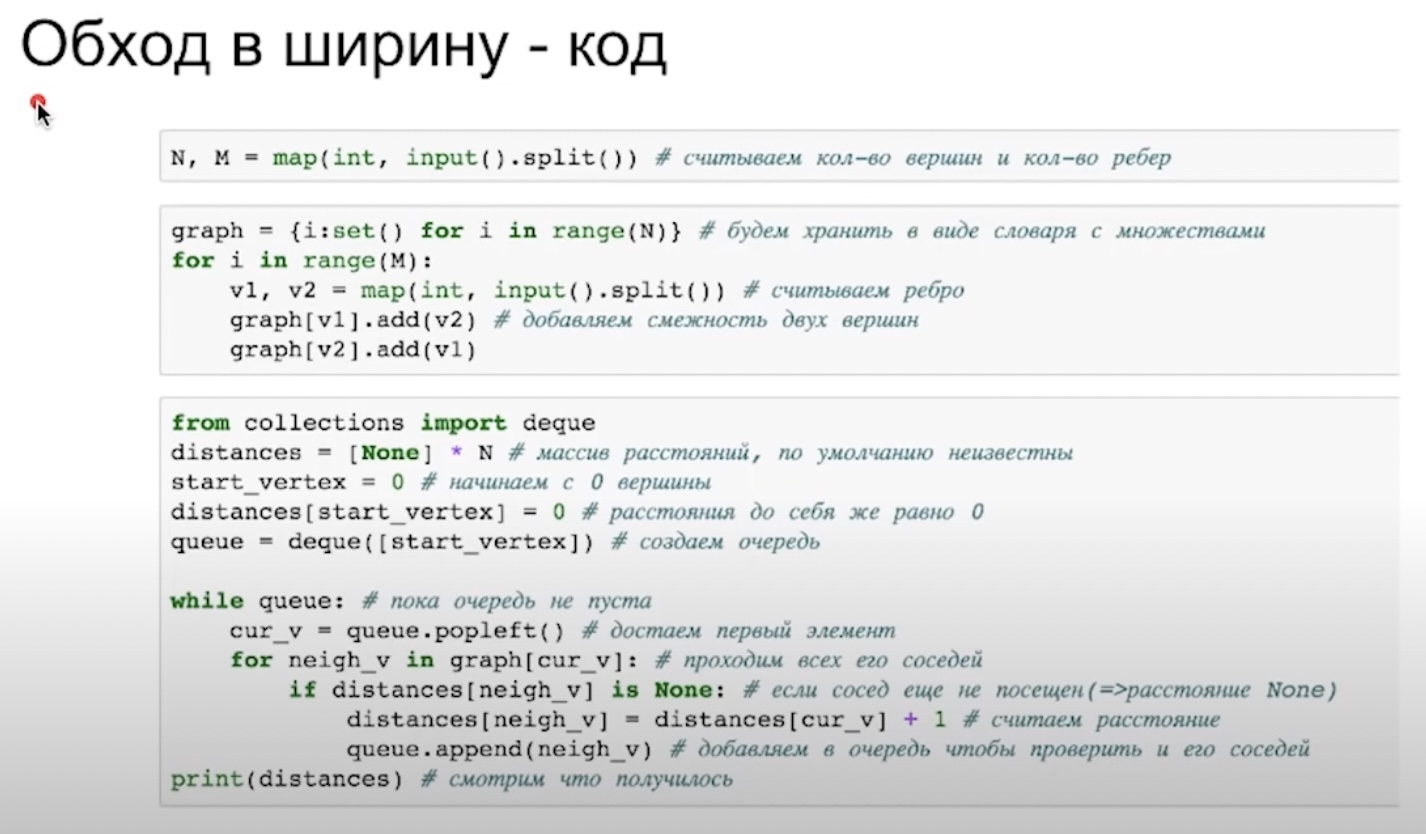 Обход в ширину - код
N, M = map(int, input().split()) # считываем кол-во вершин и кол-во ребер
graph = {i:set() for i in range(N)} # будем хранить в виде словаря с множествами
for i in range(M):
    v1, v2 = map(int, input().split()) # считываем ребро
    graph[v1].add(v2) # добавляем смежность двух вершин
    graph[v2].add(v1)
from collections import deque
distances = [None] * N # массив расстояний, по умолчанию неизвестны
start_vertex = 0 # начинаем с 0 вершины
distances[start_vertex] = 0 # расстояния до себя же равно 0
queue = deque([start_vertex]) # создаем очередь
while queue: # пока очередь не пуста
    cur_v = queue.popleft() # достаем первый элемент
    for neigh_v in graph[cur_v]: # проходим всех его соседей
        if distances[neigh_v] is None: # если сосед еще не посещен(=>расстояние None)
            distances[neigh_v] = distances[cur_v] + 1 # считаем расстояние
            queue.append(neigh_v) # добавляем в очередь чтобы проверить и его соседей
print(distances) # смотрим что получилось